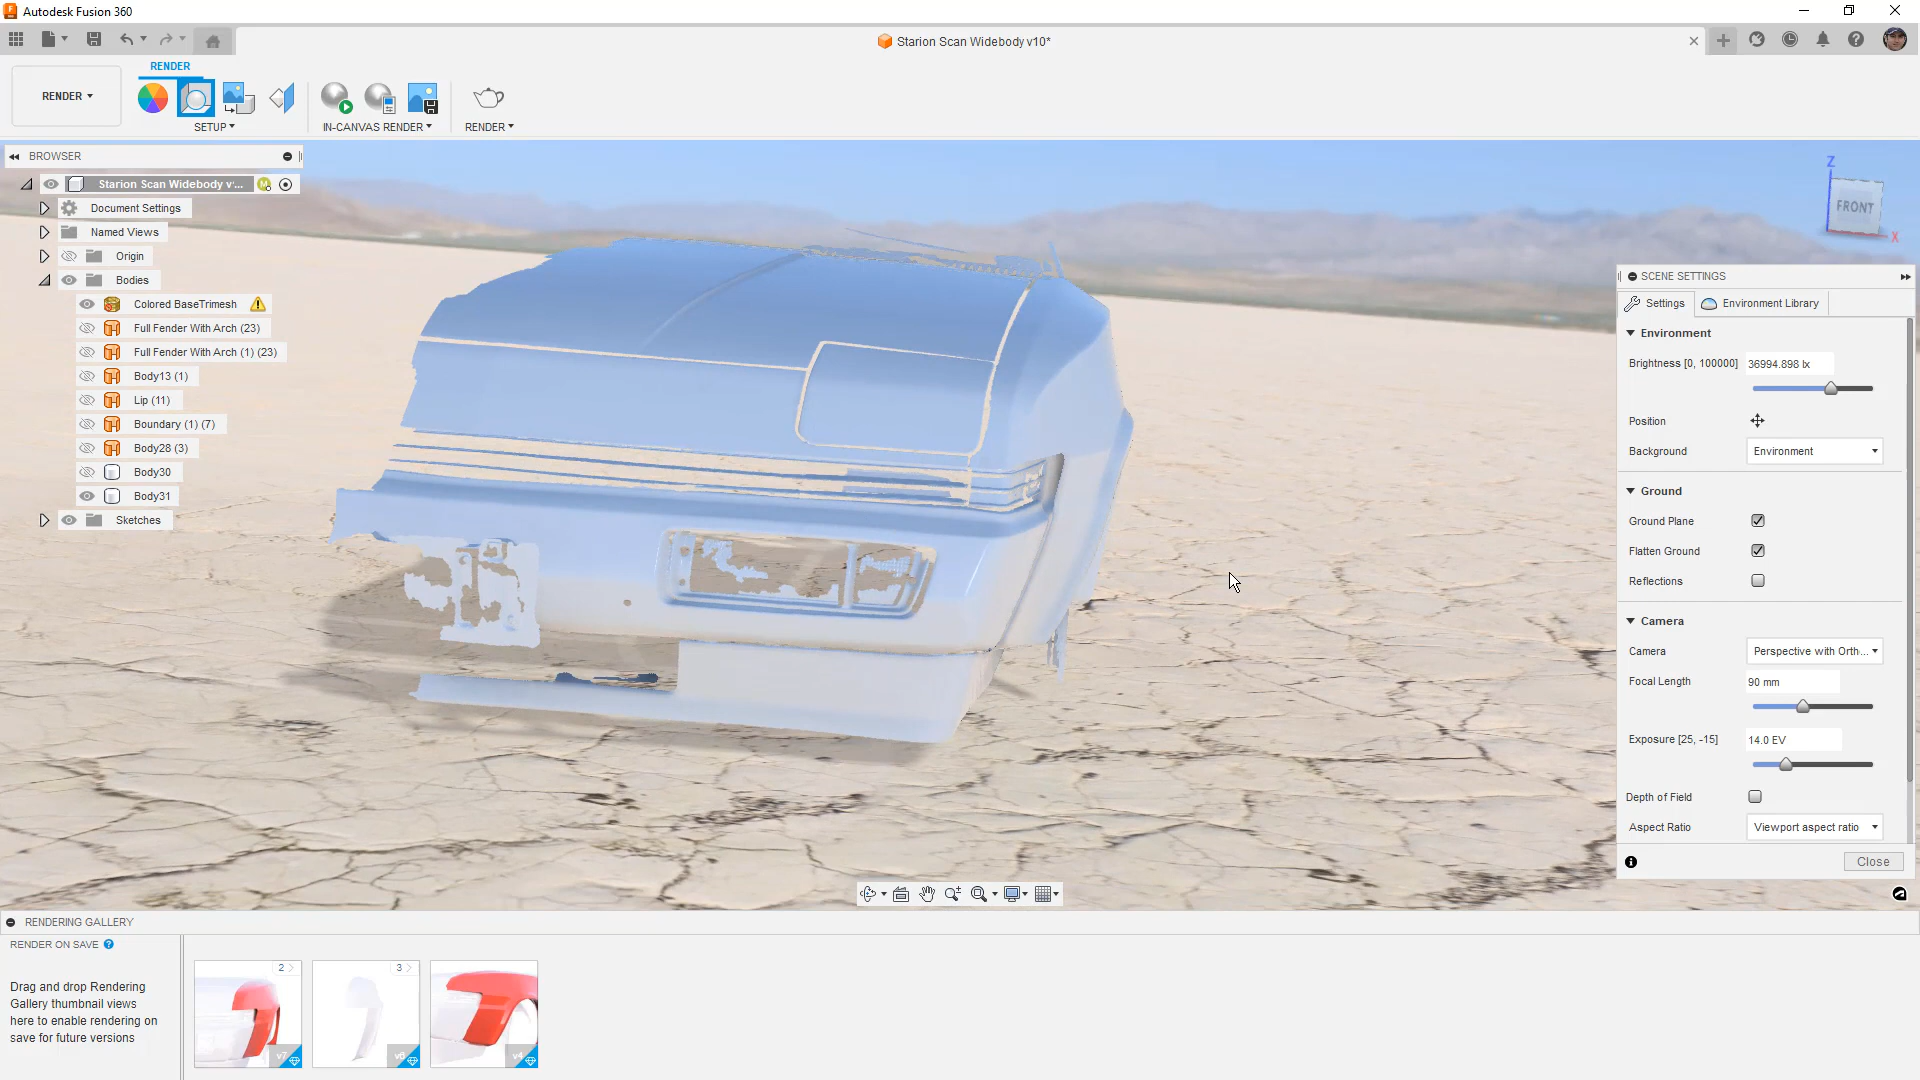 Autodesk Fusion 360
Starion Scan Widebody v10*
RENDER
RENDER
SETUP
IN-CANVAS RENDER
RENDER
BROWSER
Starion Scan Widebody v'...
Document Settings
Named Views
Origin
Bodies
Colored BaseTrimesh
Full Fender With Arch (23)
Full Fender With Arch (1) (23)
Body13 (1)
Lip (11)
Boundary (1) (7)
Body28 (3)
Body30
Body31
Sketches
Z
FRONT
X
SCENE SETTINGS
Settings
Environment Library
Environment
Brightness [0, 100000] 36994.898 lx
Position
Background Environment
Ground
Ground Plane
Flatten Ground
Reflections
Camera
Camera Perspective with Orth...
Focal Length 90 mm
Exposure [25, -15] 14.0 EV
Depth of Field
Aspect Ratio Viewport aspect ratio
Close
RENDERING GALLERY
RENDER ON SAVE
Drag and drop Rendering
Gallery thumbnail views
here to enable rendering on
save for future versions
2
v7
3
v6
v4